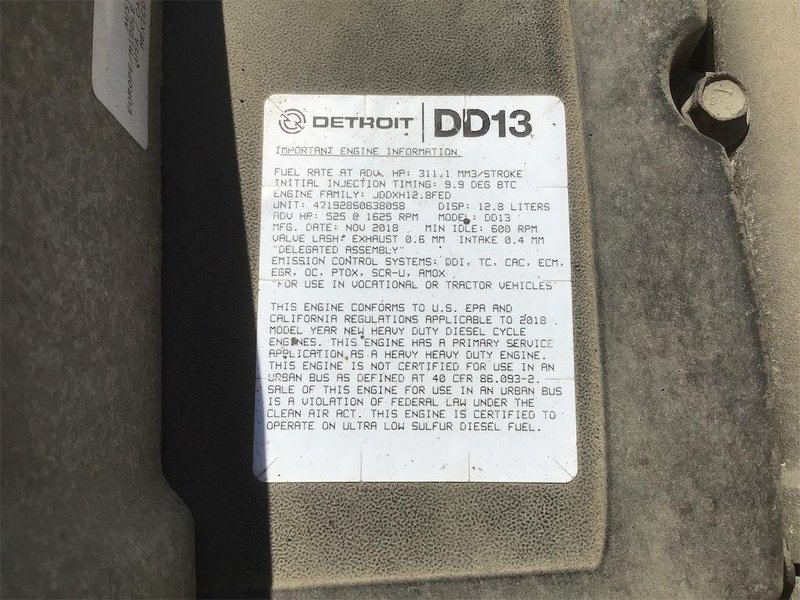 DETROIT DD13
IMPORTANT ENGINE INFORMATION
FUEL RATE AT ADV. HP: 311.1 MM3/STROKE
INITIAL INJECTION TIMING: 9.9 DEG BTC
ENGINE FAMILY: JDDXH12.8FED
UNIT: 471928S0638058 DISP: 12.8 LITERS
ADV HP: 525 @ 1625 RPM MODEL: DD13
MFG. DATE: NOV 2018 MIN IDLE: 600 RPM
VALVE LASH: EXHAUST 0.6 MM INTAKE 0.4 MM
"DELEGATED ASSEMBLY"
EMISSION CONTROL SYSTEMS: DDI, TC, CAC, ECM,
EGR, OC, PTOX, SCR-U, AMOX
"FOR USE IN VOCATIONAL OR TRACTOR VEHICLES"
THIS ENGINE CONFORMS TO U.S. EPA AND
CALIFORNIA REGULATIONS APPLICABLE TO 2018
MODEL YEAR NEW HEAVY DUTY DIESEL CYCLE
ENGINES. THIS ENGINE HAS A PRIMARY SERVICE
APPLICATION AS A HEAVY HEAVY DUTY ENGINE.
THIS ENGINE IS NOT CERTIFIED FOR USE IN AN
URBAN BUS AS DEFINED AT 40 CFR 86.093-2.
SALE OF THIS ENGINE FOR USE IN AN URBAN BUS
IS A VIOLATION OF FEDERAL LAW UNDER THE
CLEAN AIR ACT. THIS ENGINE IS CERTIFIED TO
OPERATE ON ULTRA LOW SULFUR DIESEL FUEL.